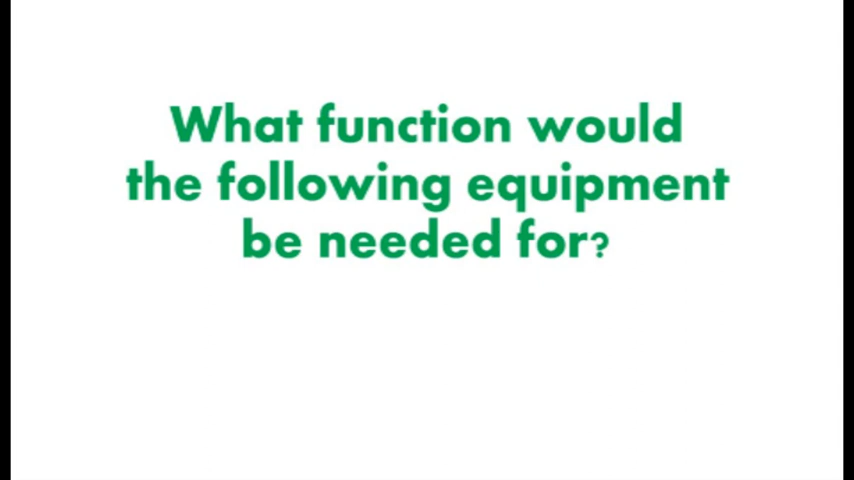 What function would
the following equipment
be needed for?